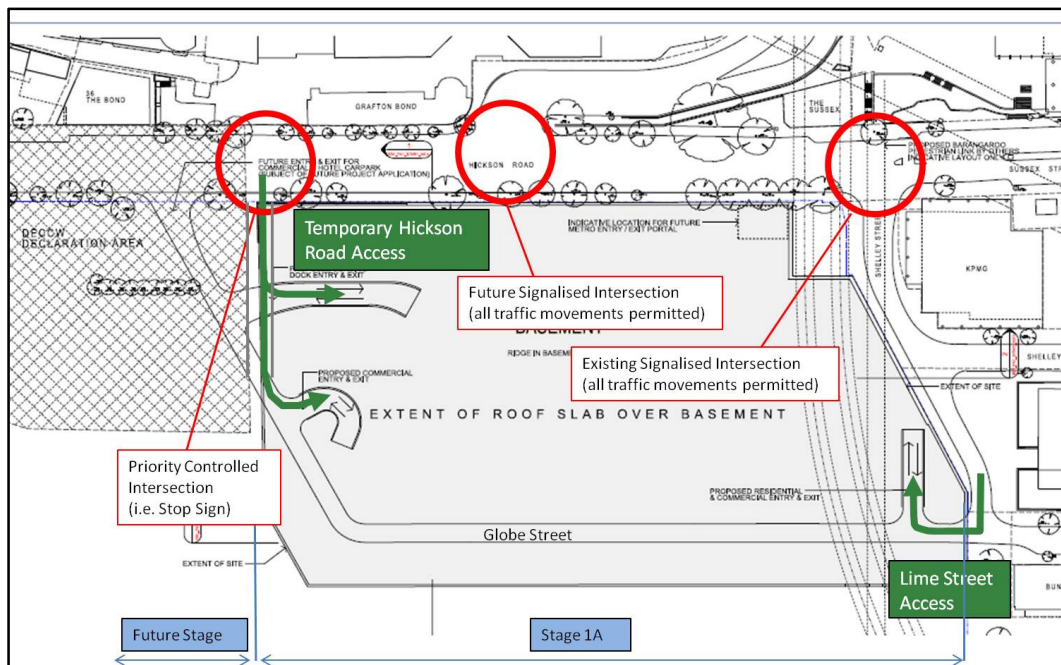 36
THE BOND
GRAFTON BOND
THE
SUSSEX
FUTURE ENTRY & EXIT FOR
COMMERCIAL HOTEL CARPARK
(SUBJECT OF FUTURE PROJECT APPLICATION)
HICKSON ROAD
PROPOSED BARANGAROO
PEDESTRIAN LINK BY OTHERS
INDICATIVE LAYOUT ONLY
DECCW
DECLARATION AREA
Temporary Hickson
Road Access
DOCK ENTRY & EXIT
INDICATIVE LOCATION FOR FUTURE
METRO ENTRY / EXIT PORTAL
SHELLEY STREET
KPMG
Future Signalised Intersection
(all traffic movements permitted)
BASEMENT
RIDGE IN
Existing Signalised Intersection
(all traffic movements permitted)
SHELLEY
PROPOSED COMMERCIAL
ENTRY & EXIT
EXTENT OF SITE
EXTENT OF ROOF SLAB OVER BASEMENT
Priority Controlled
Intersection
(i.e. Stop Sign)
PROPOSED RESIDENTIAL
& COMMERCIAL ENTRY & EXIT
Globe Street
EXTENT OF SITE
Lime Street
Access
Future Stage
Stage 1A